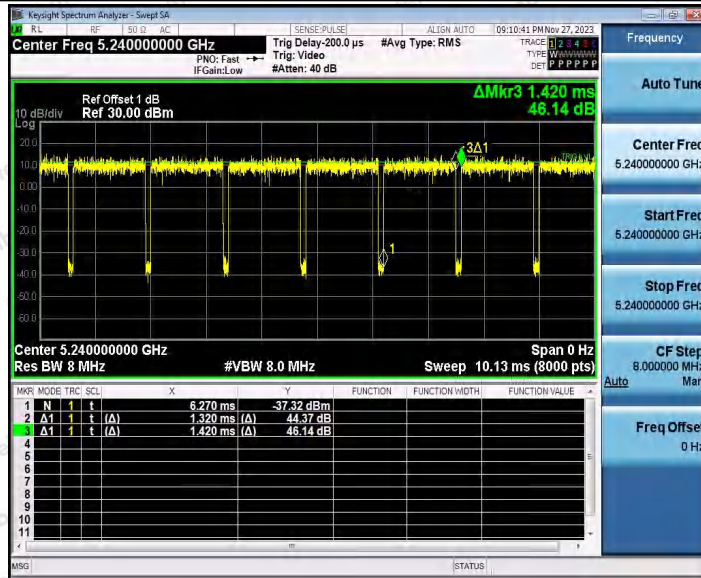 Keysight Spectrum Analyzer - Swept SA
RL RF 50 Ω AC SENSE:PULSE ALIGN AUTO 09:10:41 PM Nov 27, 2023
Center Freq 5.240000000 GHz
PNO: Fast
IFGain:Low
Trig Delay-200.0 µs
Trig: Video
#Atten: 40 dB
#Avg Type: RMS
TRACE 1 2 3 4 5 6
TYPE WWWWWW
DET P P P P P P
Ref Offset 1 dB
10 dB/div Ref 30.00 dBm
Log
ΔMkr3 1.420 ms
46.14 dB
20.0
10.0
0.00
-10.0
-20.0
-30.0
-40.0
-50.0
-60.0
3Δ1
1
Center 5.240000000 GHz Span 0 Hz
Res BW 8 MHz #VBW 8.0 MHz Sweep 10.13 ms (8000 pts)
MKR MODE TRC SCL X Y FUNCTION FUNCTION WIDTH FUNCTION VALUE
1 N 1 t 6.270 ms -37.32 dBm
2 Δ1 1 t (Δ) 1.320 ms (Δ) 44.37 dB
3 Δ1 1 t (Δ) 1.420 ms (Δ) 46.14 dB
4
5
6
7
8
9
10
11
MSG STATUS
Frequency
Auto Tune
Center Freq
5.240000000 GHz
Start Freq
5.240000000 GHz
Stop Freq
5.240000000 GHz
CF Step
8.000000 MHz
Auto Man
Freq Offset
0 Hz